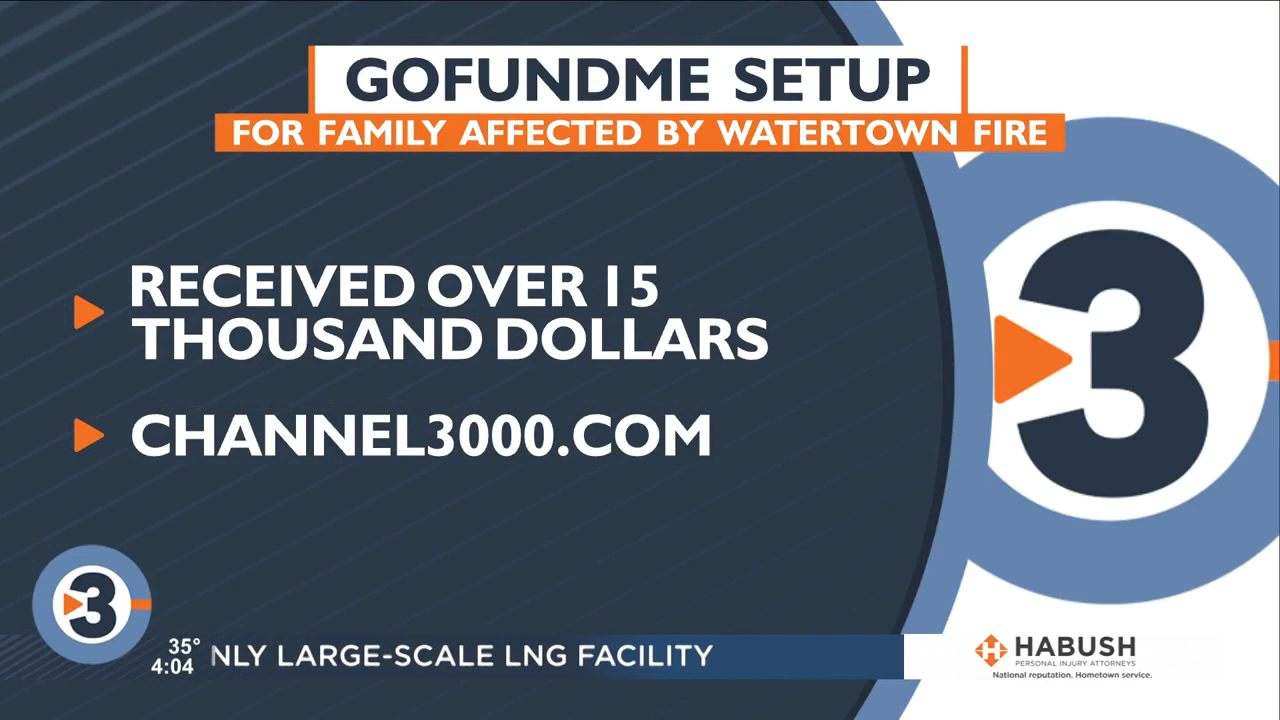 GOFUNDME SETUP
FOR FAMILY AFFECTED BY WATERTOWN FIRE
RECEIVED OVER 15
THOUSAND DOLLARS
CHANNEL3000.COM
3
3
35°
4:04
NLY LARGE-SCALE LNG FACILITY
HABUSH
PERSONAL INJURY ATTORNEYS
National reputation. Hometown service.